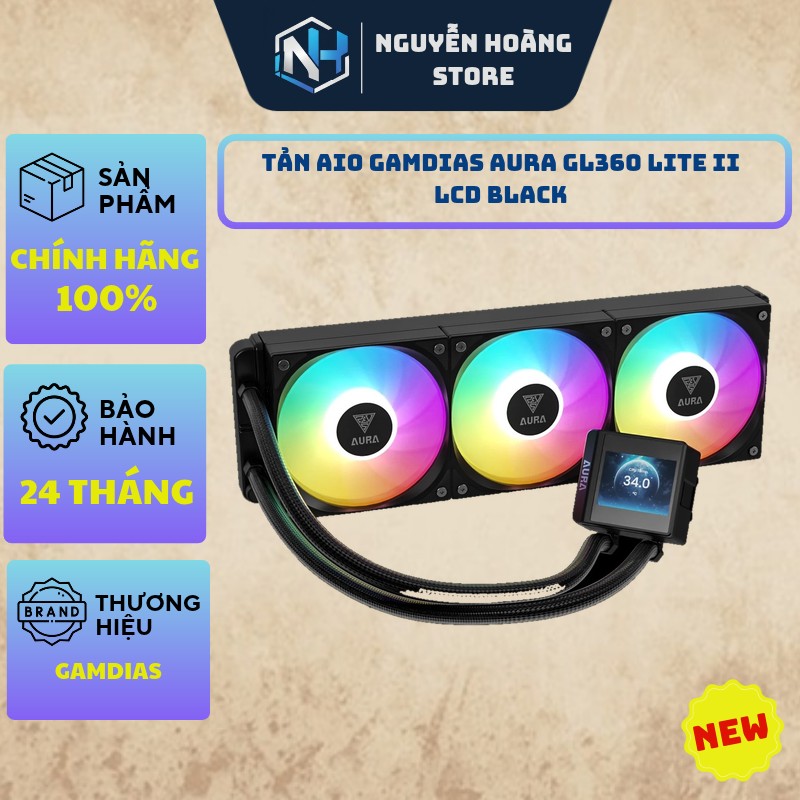 NGUYỄN HOÀNG
STORE
TẢN AIO GAMDIAS AURA GL360 LITE II
LCD BLACK
SẢN
PHẨM
CHÍNH HÃNG
100%
BẢO
HÀNH
24 THÁNG
BRAND
THƯƠNG
HIỆU
GAMDIAS
AURA
AURA
AURA
AURA
34.0
°C
NEW